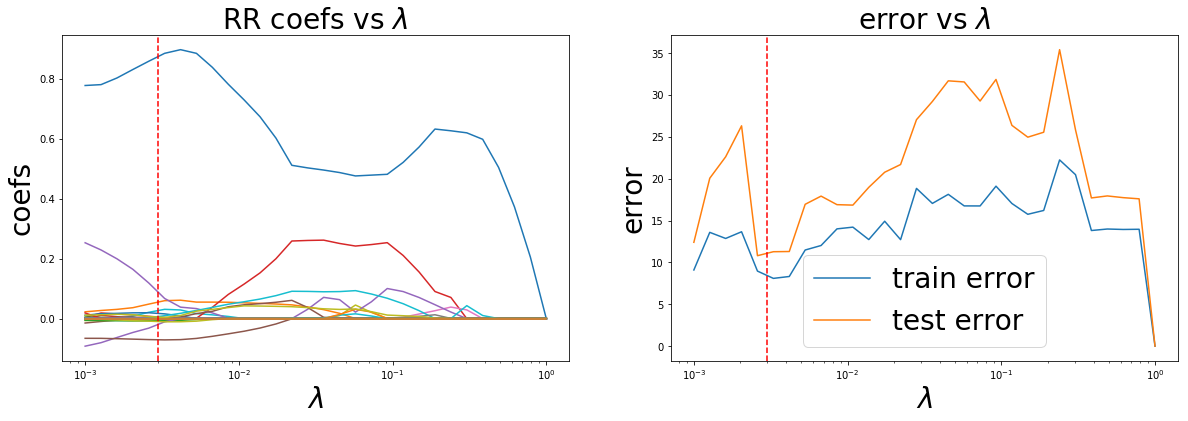 RR coefs vs λ
coefs
0.8
0.6
0.4
0.2
0.0
10⁻³
10⁻²
10⁻¹
10⁰
λ
error vs λ
error
35
30
25
20
15
10
5
0
train error
test error
10⁻³
10⁻²
10⁻¹
10⁰
λ